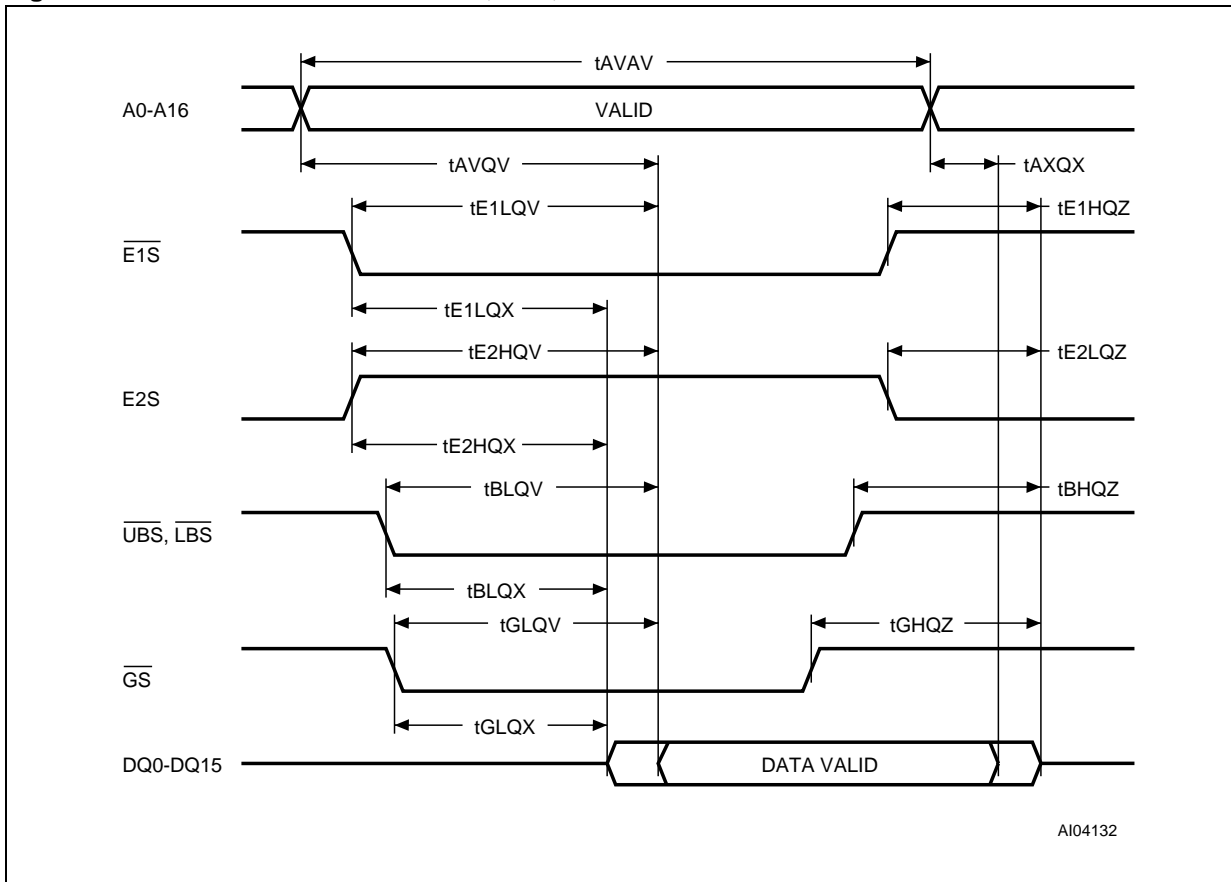 tAVAV
A0-A16
VALID
tAVQV
tAXQX
tE1LQV
tE1HQZ
E1S
tE1LQX
tE2HQV
tE2LQZ
E2S
tE2HQX
tBLQV
tBHQZ
UBS, LBS
tBLQX
tGLQV
tGHQZ
GS
tGLQX
DQ0-DQ15
DATA VALID
AI04132